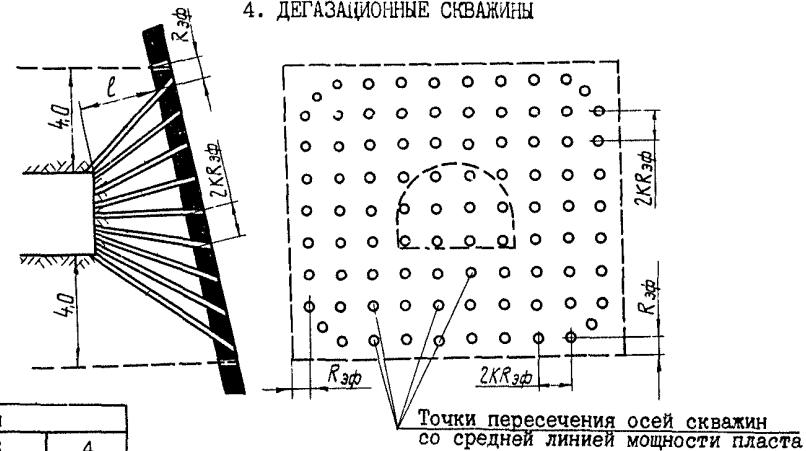 4. ДЕГАЗАЦИОННЫЕ СКВАЖИНЫ
Rэф
ℓ
4,0
2KRэф
4,0
2KRэф
Rэф
Rэф
2KRэф
Точки пересечения осей скважин
со средней линией мощности пласта
4